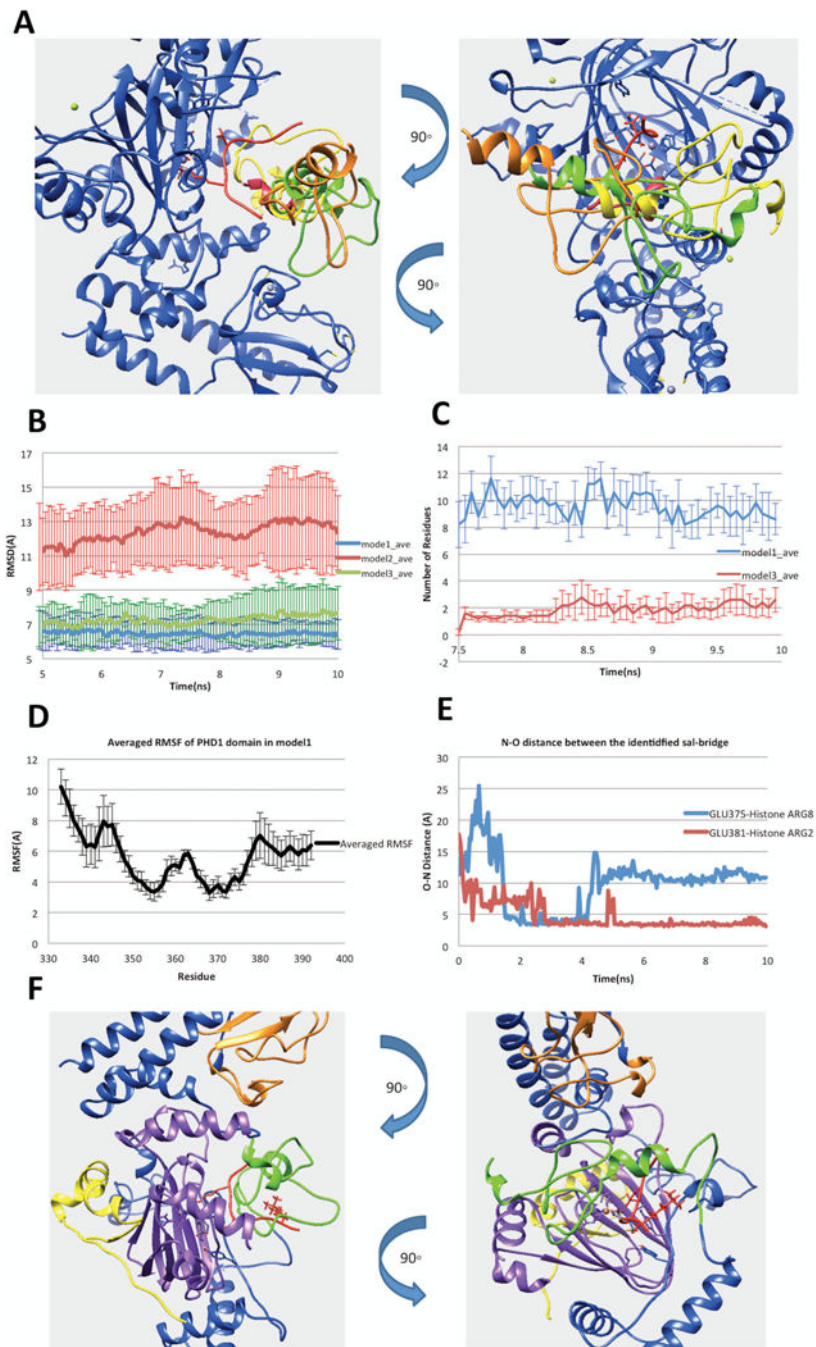 A
90°
90°
B
RMSD(A)
17
15
13
11
9
7
5
5
6
7
8
9
10
Time(ns)
mode1_ave
model2_ave
model3_ave
C
Number of Residues
14
12
10
8
6
4
2
0
-2
7.5
8
8.5
9
9.5
10
Time(ns)
model1_ave
model3_ave
D
Averaged RMSF of PHD1 domain in model1
RMSF(A)
12
10
8
6
4
2
0
330
340
350
360
370
380
390
400
Residue
Averaged RMSF
E
N-O distance between the identidfied sal-bridge
O-N Distance (A)
30
25
20
15
10
5
0
0
2
4
6
8
10
Time(ns)
GLU375-Histone ARG8
GLU381-Histone ARG2
F
90°
90°